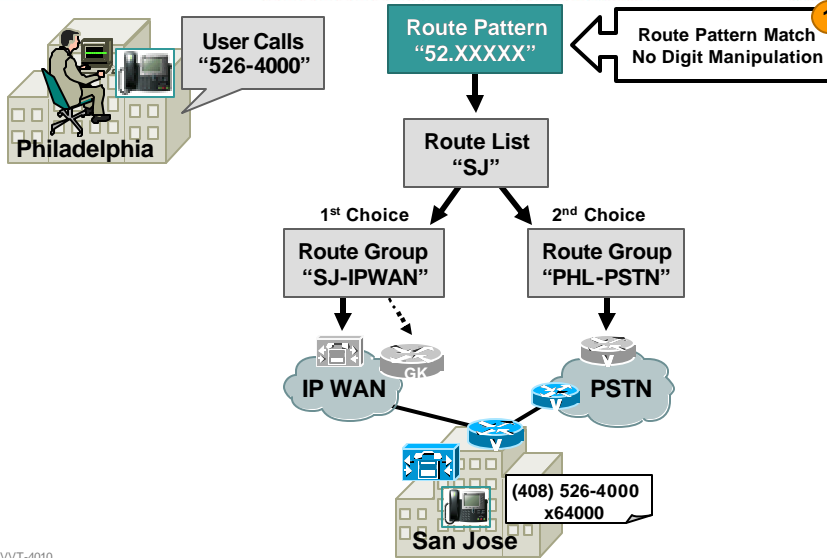 User Calls
“526-4000”
Philadelphia
Route Pattern
“52.XXXXX”
Route Pattern Match
No Digit Manipulation
Route List
“SJ”
1st Choice
2nd Choice
Route Group
“SJ-IPWAN”
Route Group
“PHL-PSTN”
GK
V
IP WAN
PSTN
V
V
(408) 526-4000
x64000
San Jose